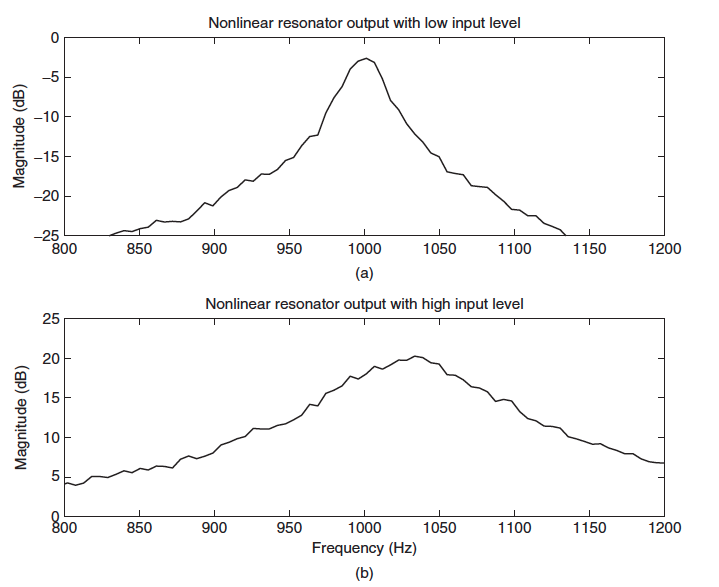 Nonlinear resonator output with low input level
Magnitude (dB)
0
−5
−10
−15
−20
−25
800 850 900 950 1000 1050 1100 1150 1200
(a)
Nonlinear resonator output with high input level
Magnitude (dB)
25
20
15
10
5
0
800 850 900 950 1000 1050 1100 1150 1200
Frequency (Hz)
(b)